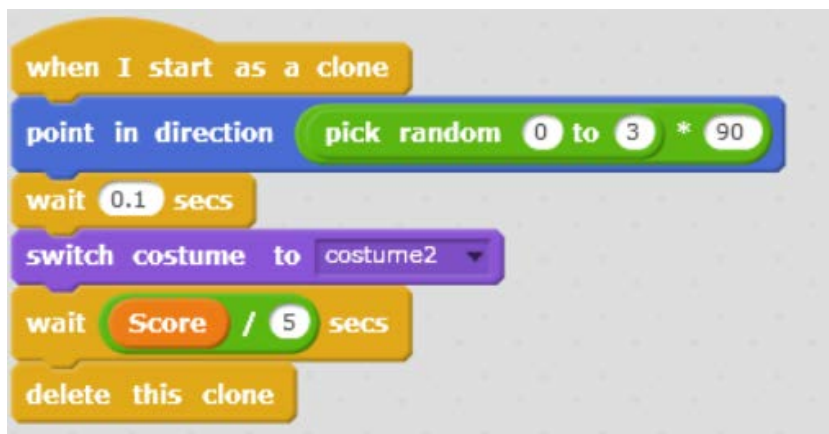 when I start as a clone
point in direction pick random 0 to 3 * 90
wait 0.1 secs
switch costume to costume2
wait Score / 5 secs
delete this clone